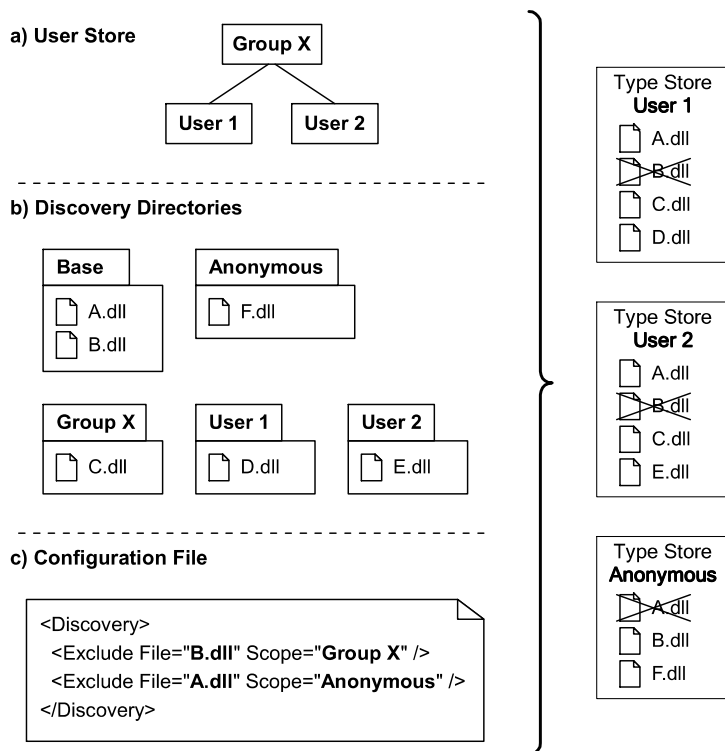 a) User Store
Group X
User 1
User 2
b) Discovery Directories
Base
A.dll
B.dll
Anonymous
F.dll
Group X
C.dll
User 1
D.dll
User 2
E.dll
c) Configuration File
<Discovery>
<Exclude File="B.dll" Scope="Group X" />
<Exclude File="A.dll" Scope="Anonymous" />
</Discovery>
Type Store
User 1
A.dll
B.dll
C.dll
D.dll
Type Store
User 2
A.dll
B.dll
C.dll
E.dll
Type Store
Anonymous
A.dll
B.dll
F.dll